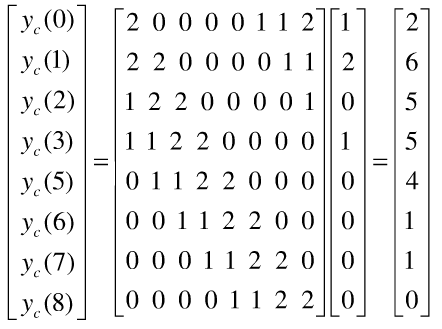 y_c(0) 2 0 0 0 0 1 1 2 1 2
y_c(1) 2 2 0 0 0 0 1 1 2 6
y_c(2) 1 2 2 0 0 0 0 1 0 5
y_c(3) = 1 1 2 2 0 0 0 0 1 = 5
y_c(5) 0 1 1 2 2 0 0 0 0 4
y_c(6) 0 0 1 1 2 2 0 0 0 1
y_c(7) 0 0 0 1 1 2 2 0 0 1
y_c(8) 0 0 0 0 1 1 2 2 0 0